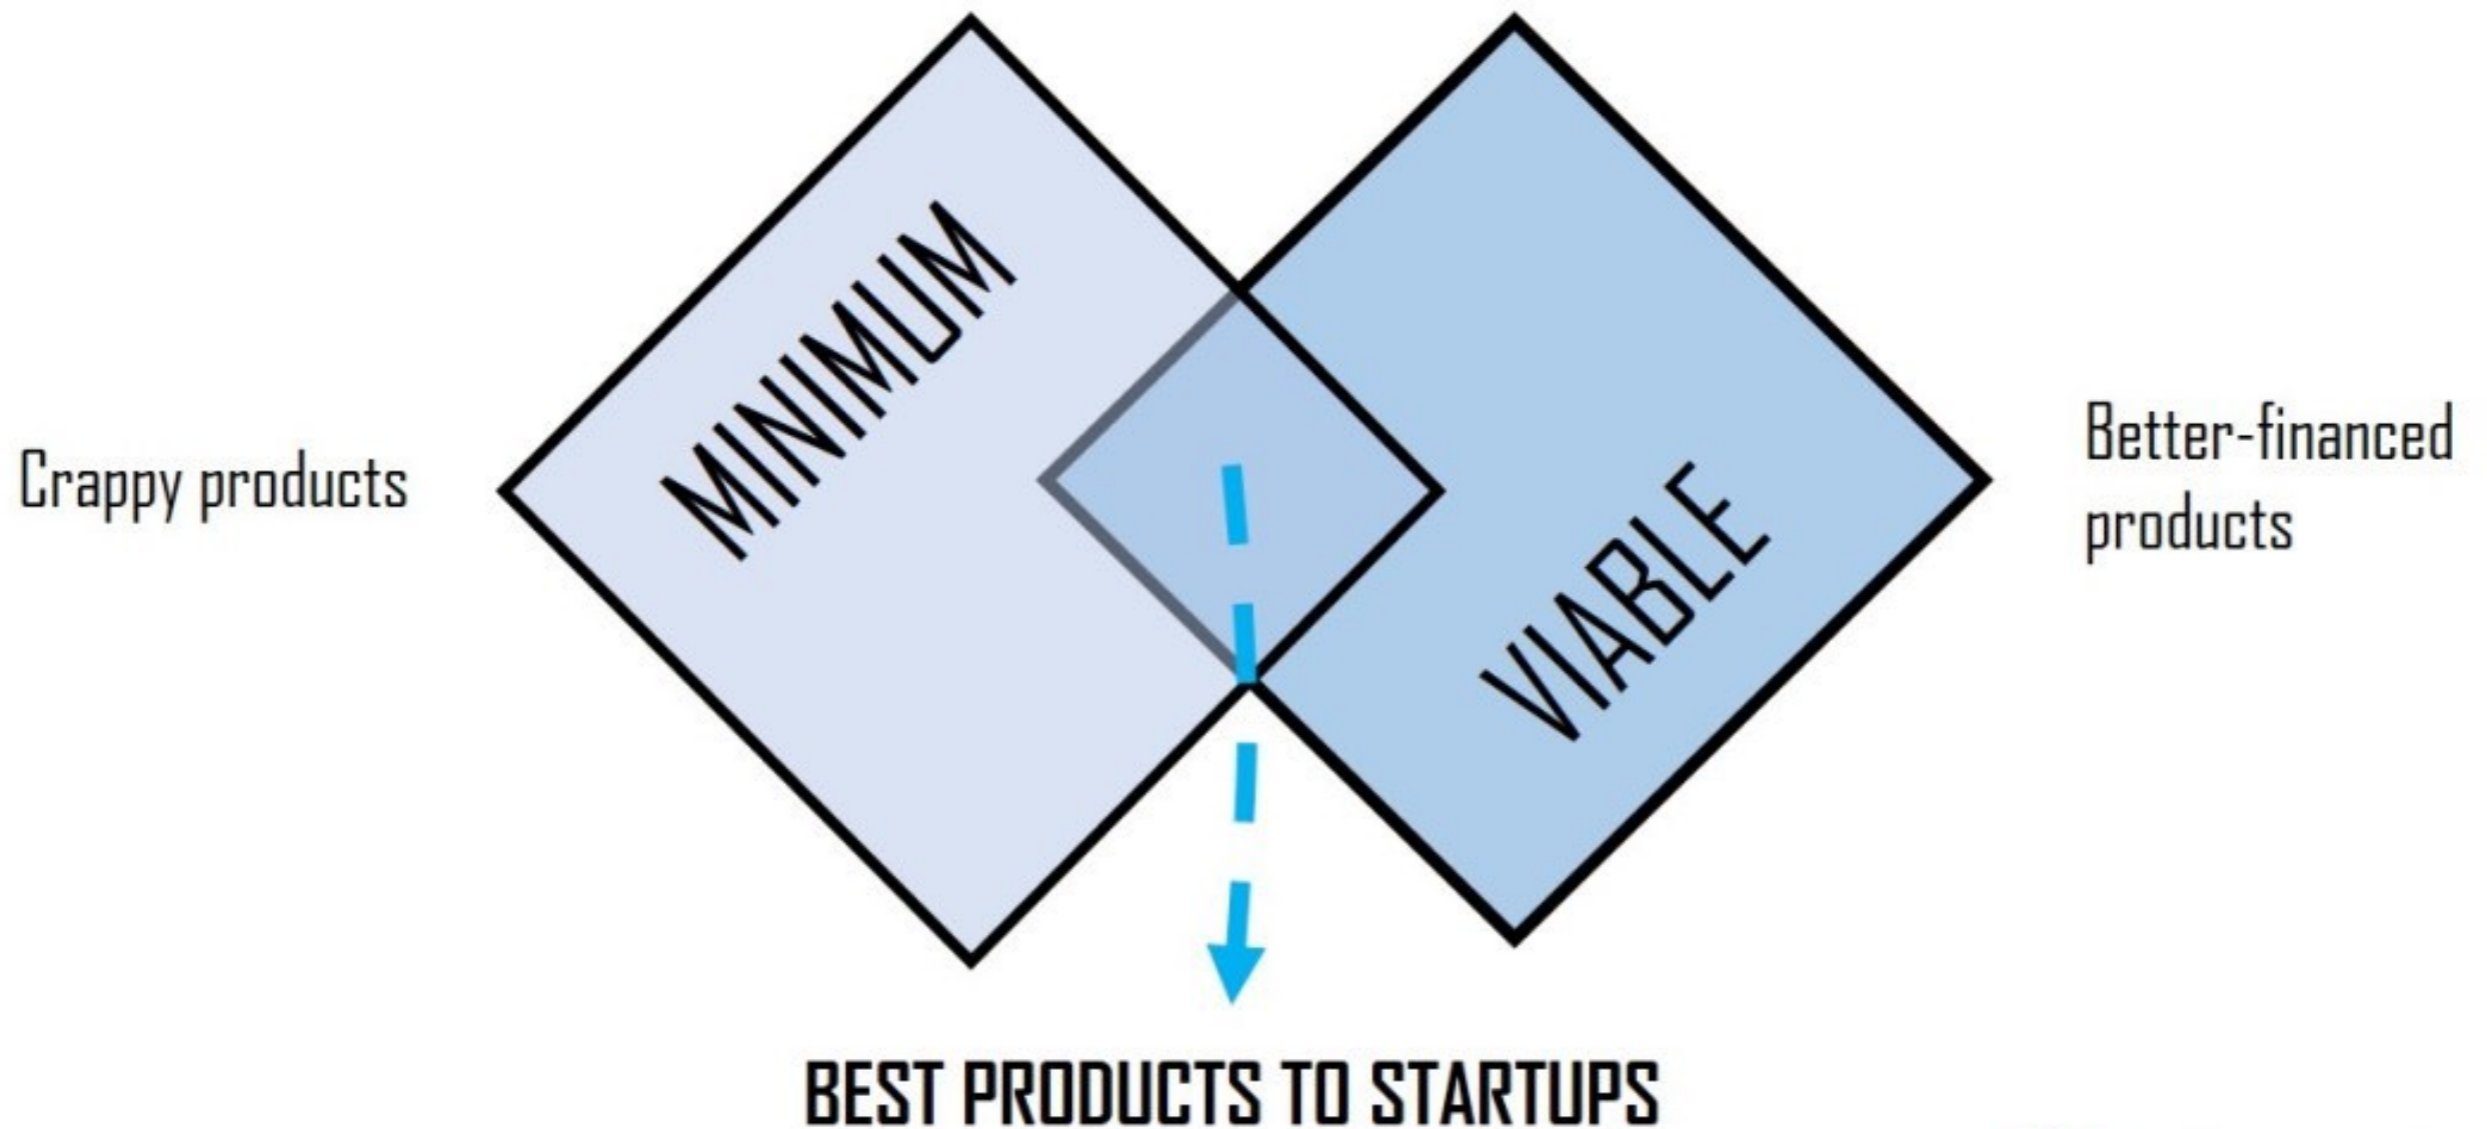 MINIMUM
VIABLE
Crappy products
Better-financed
products
BEST PRODUCTS TO STARTUPS